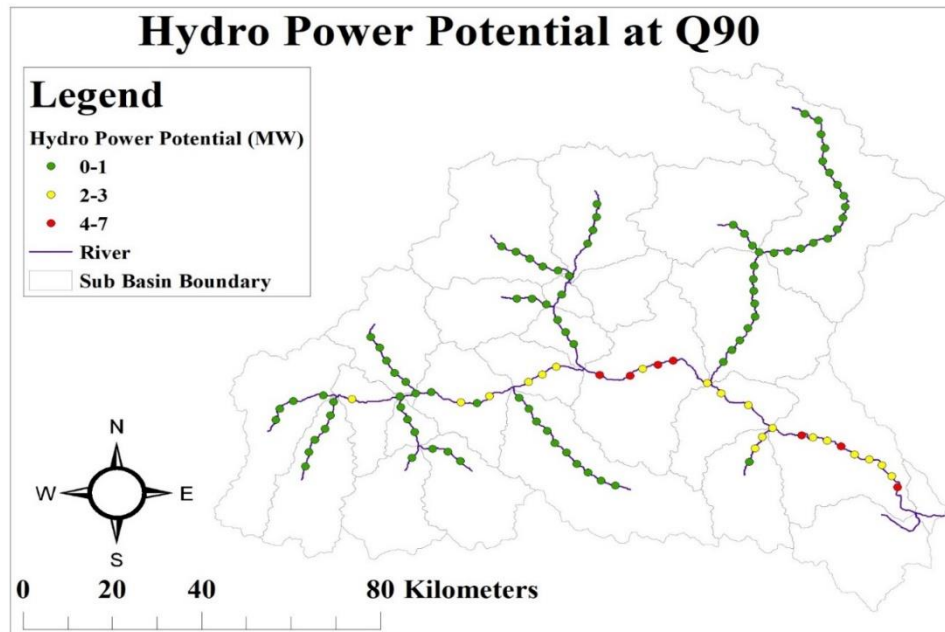 Hydro Power Potential at Q90
Legend
Hydro Power Potential (MW)
0-1
2-3
4-7
River
Sub Basin Boundary
N
W E
S
0 20 40 80 Kilometers